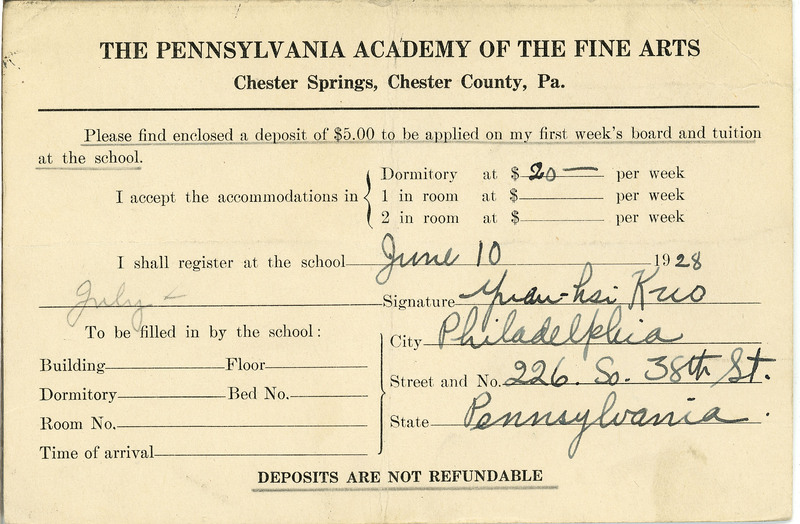 THE PENNSYLVANIA ACADEMY OF THE FINE ARTS
Chester Springs, Chester County, Pa.
Please find enclosed a deposit of $5.00 to be applied on my first week's board and tuition
at the school.
I accept the accommodations in
Dormitory at $ 20— per week
1 in room at $ per week
2 in room at $ per week
I shall register at the school June 10 1928
July
Signature Yuan-hsi Kuo
To be filled in by the school:
City Philadelphia
Building Floor
Street and No. 226. So. 38th St.
Dormitory Bed No.
State Pennsylvania.
Room No.
Time of arrival
DEPOSITS ARE NOT REFUNDABLE